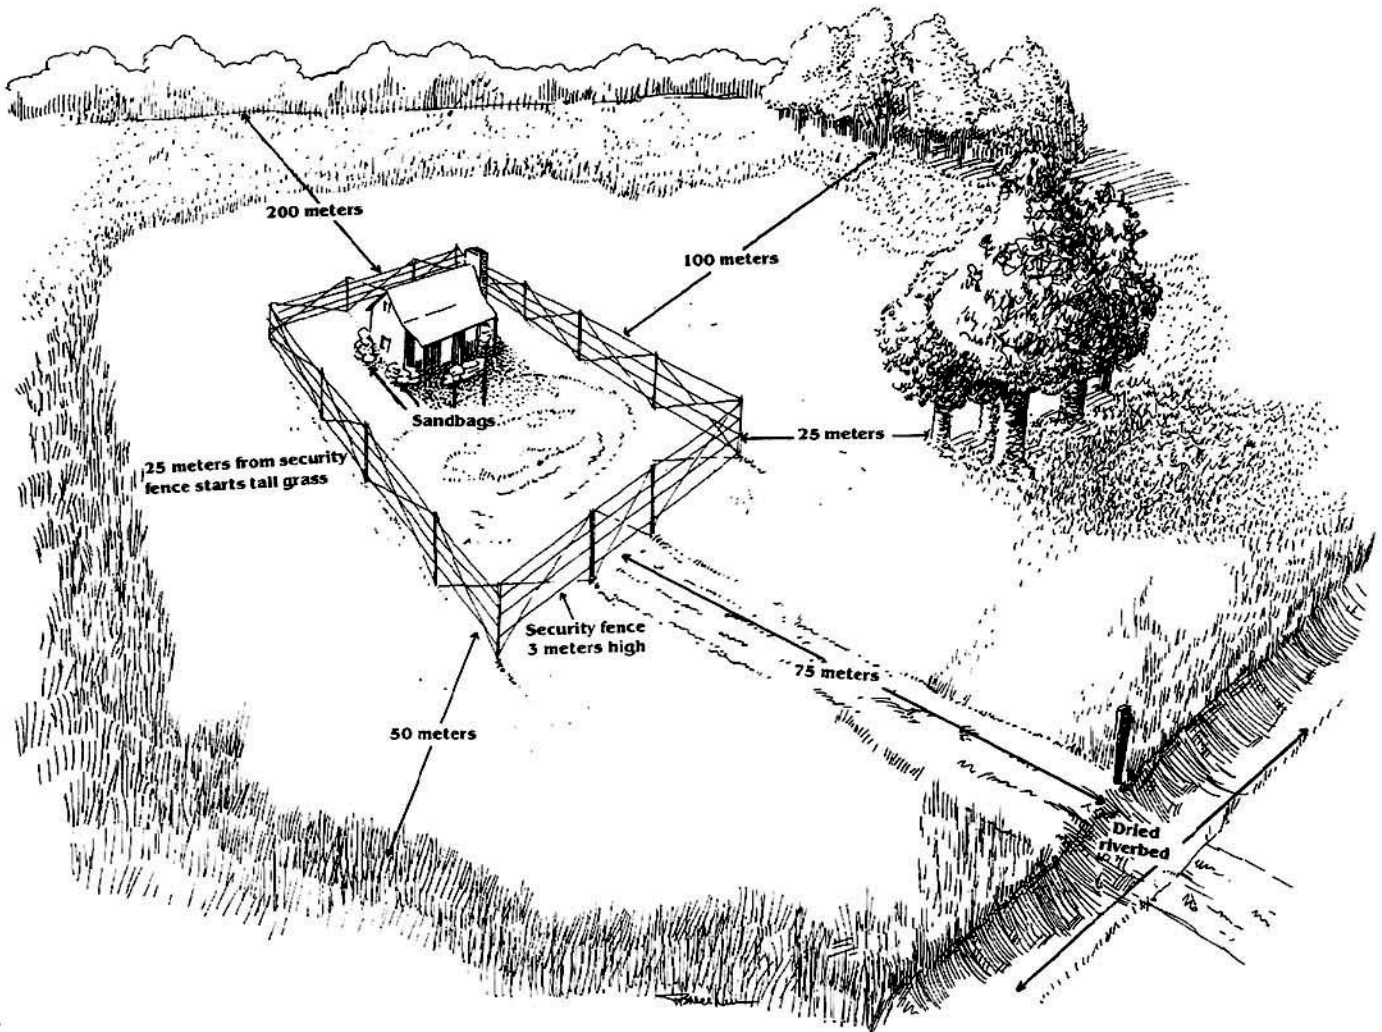 200 meters
100 meters
Sandbags
25 meters
25 meters from security
fence starts tall grass
Security fence
3 meters high
75 meters
50 meters
Dried
riverbed